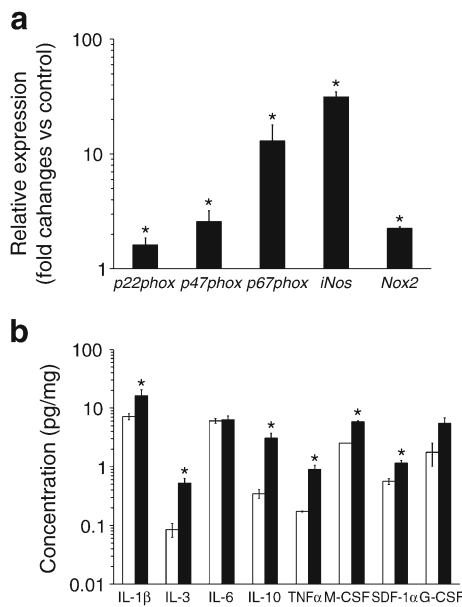 a
Relative expression
(fold cahanges vs control)
100
10
1
* * * * *
p22phox p47phox p67phox iNos Nox2
b
Concentration (pg/mg)
100
10
1
0.1
0.01
* * * * * *
IL-1β IL-3 IL-6 IL-10 TNFα M-CSF SDF-1α G-CSF